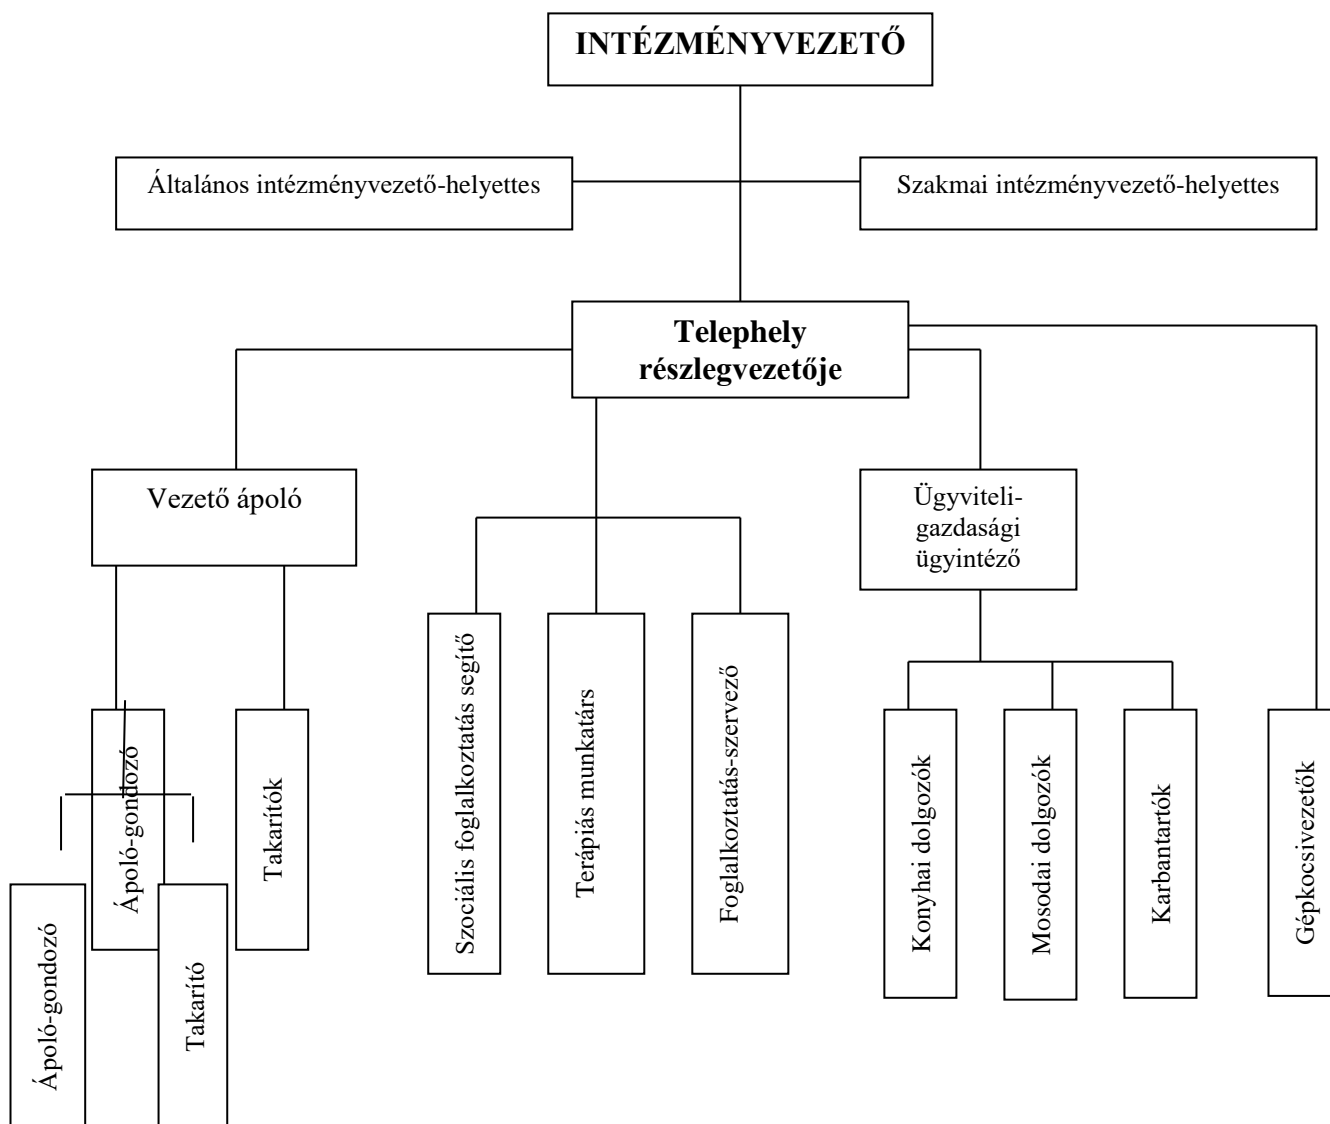 INTÉZMÉNYVEZETŐ
Általános intézményvezető-helyettes
Szakmai intézményvezető-helyettes
Telephely
részlegvezetője
Vezető ápoló
Ügyviteli-
gazdasági
ügyintéző
Ápoló-gondozó
Takarítók
Szociális foglalkoztatás segítő
Terápiás munkatárs
Foglalkoztatás-szervező
Konyhai dolgozók
Mosodai dolgozók
Karbantartók
Gépkocsivezetők
Ápoló-gondozó
Takarító